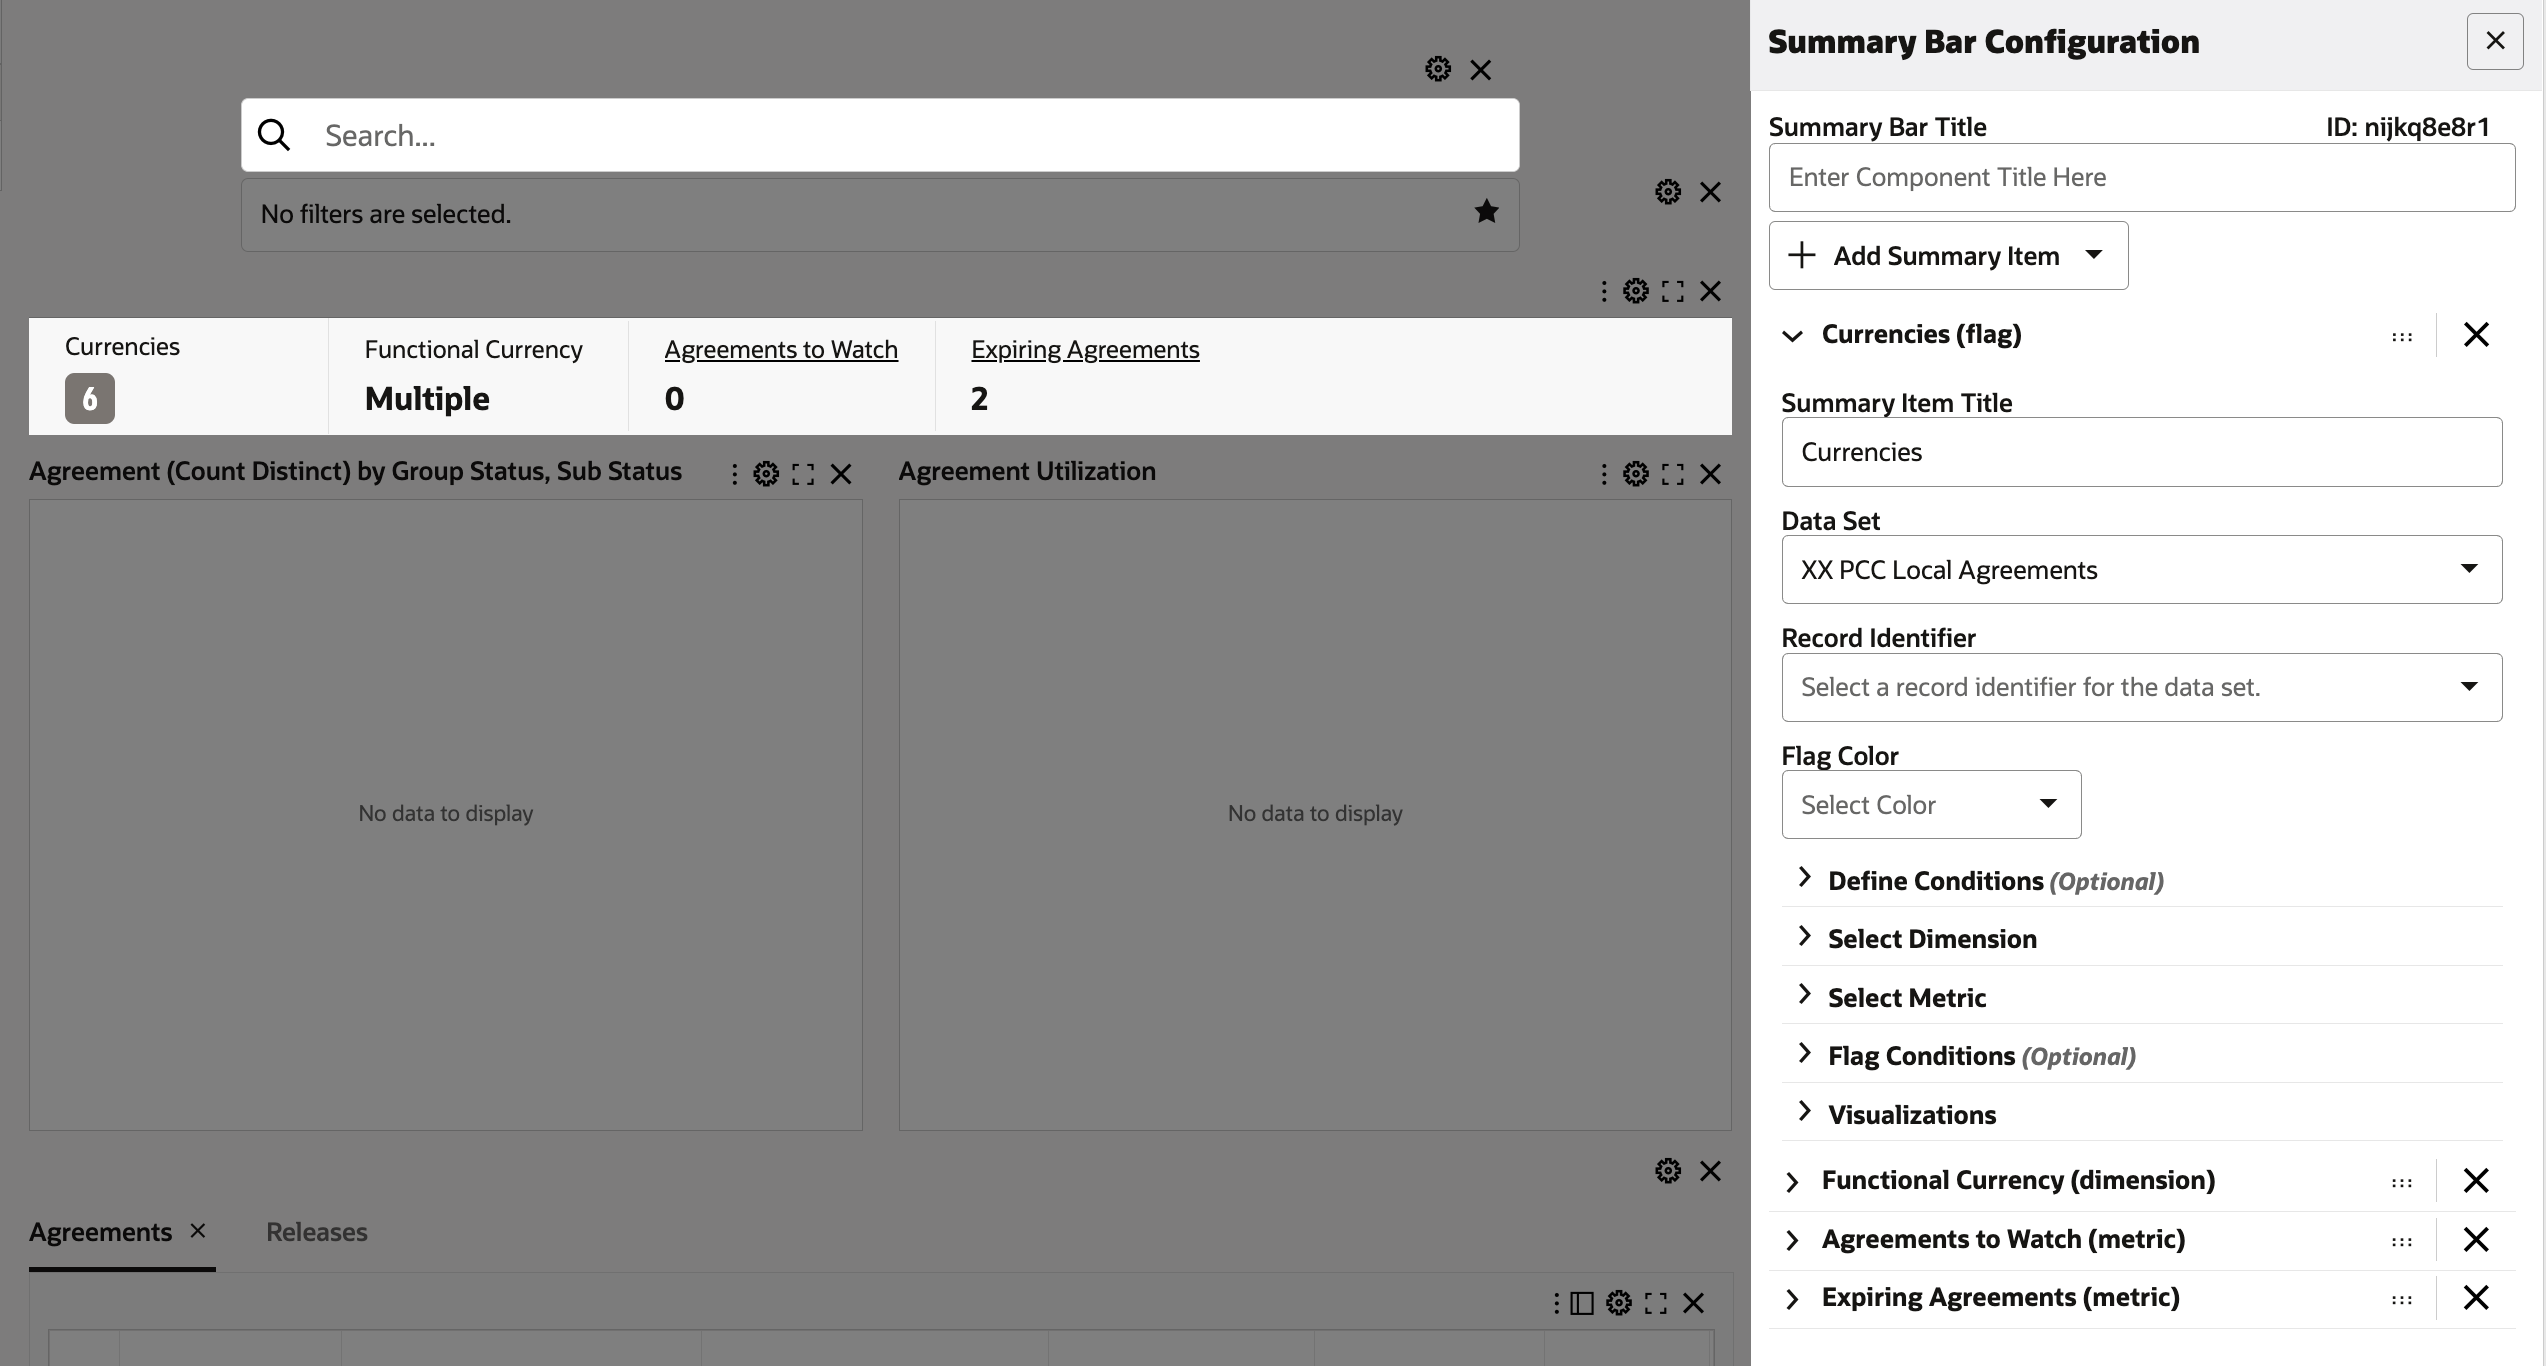 Search...
No filters are selected.
Currencies
6
Functional Currency
Multiple
Agreements to Watch
0
Expiring Agreements
2
Agreement (Count Distinct) by Group Status, Sub Status
No data to display
Agreement Utilization
No data to display
Agreements
Releases
Summary Bar Configuration
Summary Bar Title
ID: nijkq8e8r1
Enter Component Title Here
Add Summary Item
Currencies (flag)
Summary Item Title
Currencies
Data Set
XX PCC Local Agreements
Record Identifier
Select a record identifier for the data set.
Flag Color
Select Color
Define Conditions (Optional)
Select Dimension
Select Metric
Flag Conditions (Optional)
Visualizations
Functional Currency (dimension)
Agreements to Watch (metric)
Expiring Agreements (metric)